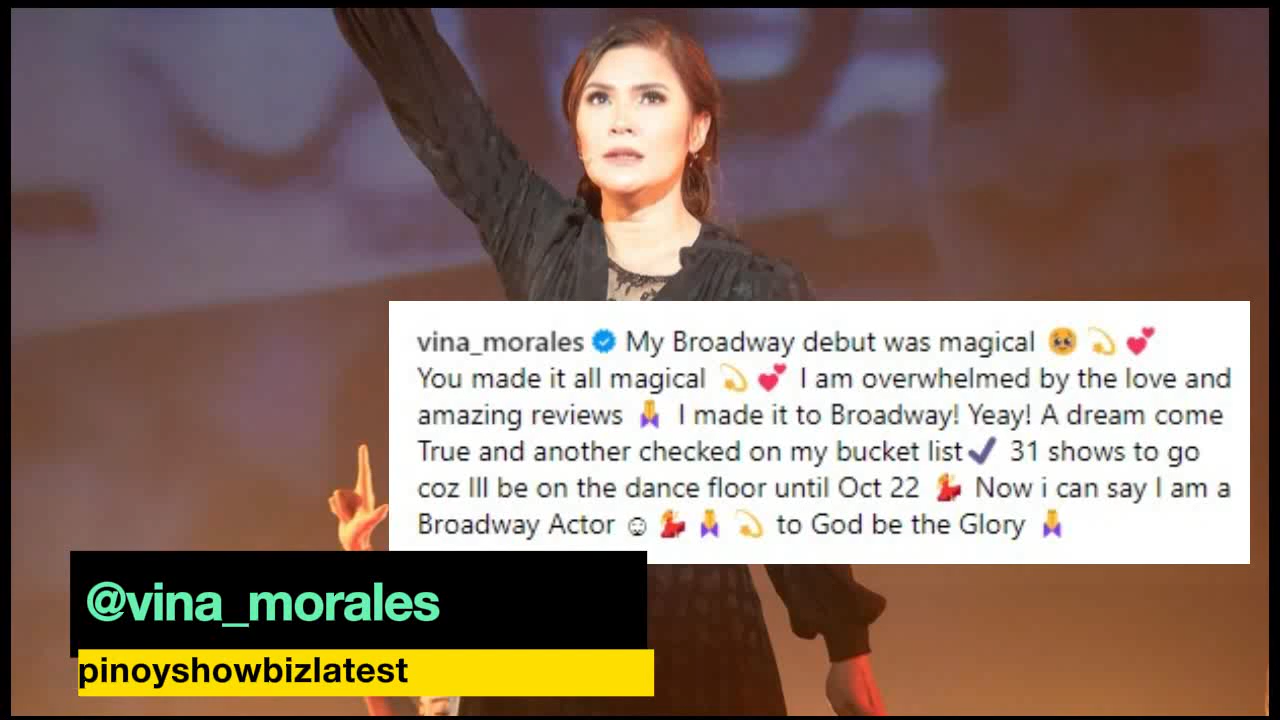 vina_morales My Broadway debut was magical 🥹 💫 💕
You made it all magical 💫 💕 I am overwhelmed by the love and
amazing reviews 🙏 I made it to Broadway! Yeay! A dream come
True and another checked on my bucket list ✔️ 31 shows to go
coz Ill be on the dance floor until Oct 22 💃 Now i can say I am a
Broadway Actor ☺ 💃 🙏 💫 to God be the Glory 🙏
@vina_morales
pinoyshowbizlatest